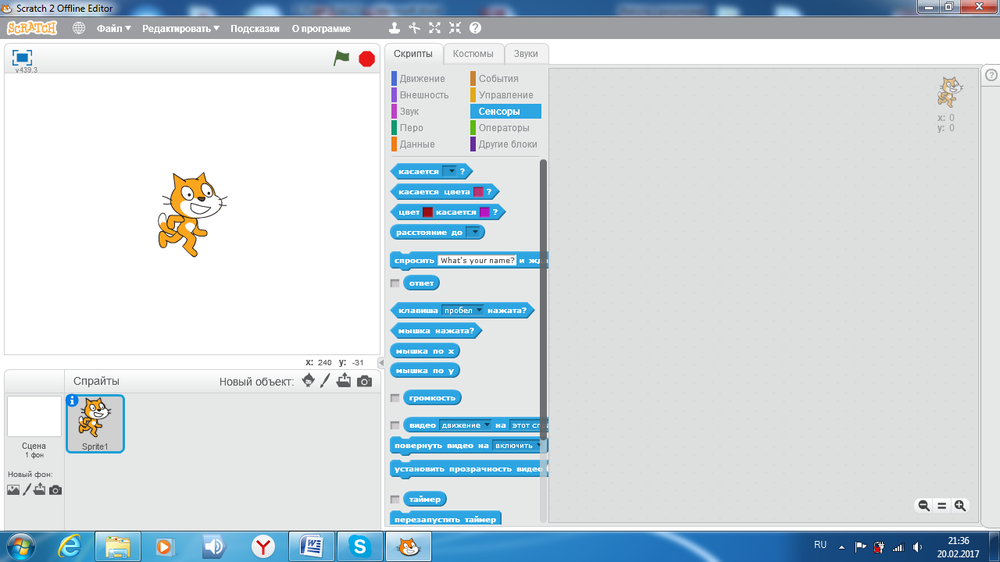 Scratch 2 Offline Editor
SCRATCH Файл Редактировать Подсказки О программе
v439.3
Скрипты Костюмы Звуки
Движение События
Внешность Управление
Звук Сенсоры
Перо Операторы
Данные Другие блоки
касается ?
касается цвета ?
цвет касается ?
расстояние до
спросить What's your name? и жд
ответ
клавиша пробел нажата?
мышка нажата?
мышка по x
мышка по y
громкость
видео движение на этот сп
повернуть видео на включить
установить прозрачность видео
таймер
перезапустить таймер
x: 0
y: 0
x: 240 y: -31
Спрайты Новый объект:
Sprite1
Сцена
1 фон
Новый фон:
RU 21:36
20.02.2017